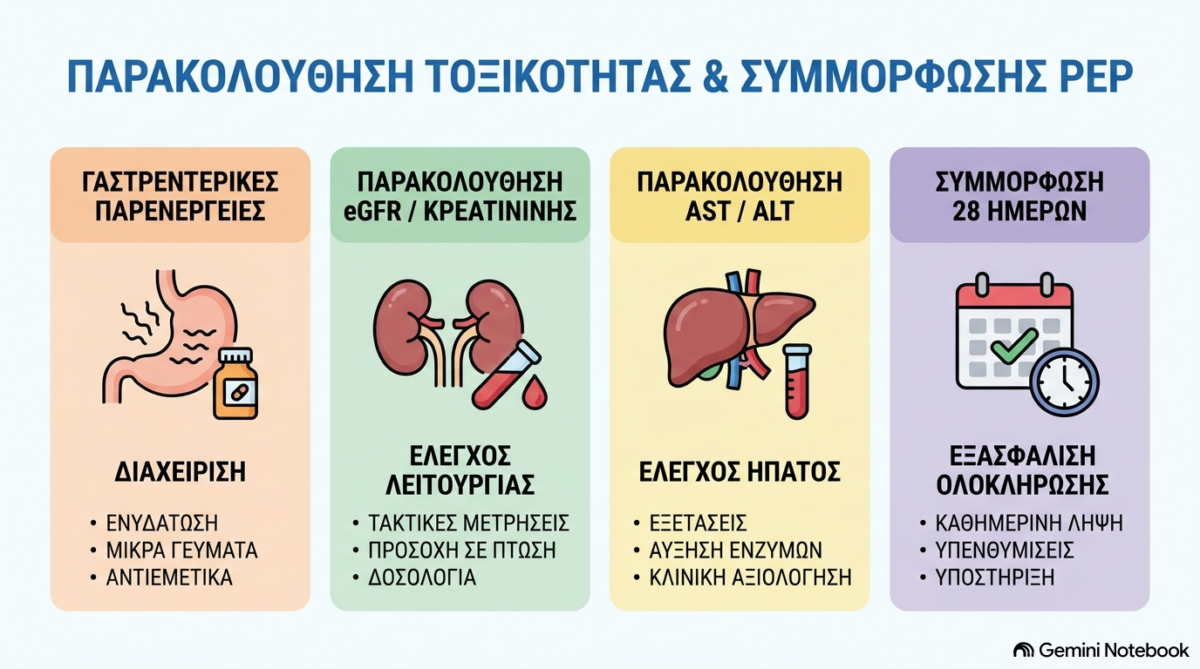 ΠΑΡΑΚΟΛΟΥΘΗΣΗ ΤΟΞΙΚΟΤΗΤΑΣ & ΣΥΜΜΟΡΦΩΣΗΣ PEP
ΓΑΣΤΡΕΝΤΕΡΙΚΕΣ
ΠΑΡΕΝΕΡΓΕΙΕΣ
ΔΙΑΧΕΙΡΙΣΗ
• ΕΝΥΔΑΤΩΣΗ
• ΜΙΚΡΑ ΓΕΥΜΑΤΑ
• ΑΝΤΙΕΜΕΤΙΚΑ
ΠΑΡΑΚΟΛΟΥΘΗΣΗ
eGFR / ΚΡΕΑΤΙΝΙΝΗΣ
ΕΛΕΓΧΟΣ
ΛΕΙΤΟΥΡΓΙΑΣ
• ΤΑΚΤΙΚΕΣ ΜΕΤΡΗΣΕΙΣ
• ΠΡΟΣΟΧΗ ΣΕ ΠΤΩΣΗ
• ΔΟΣΟΛΟΓΙΑ
ΠΑΡΑΚΟΛΟΥΘΗΣΗ
AST / ALT
ΕΛΕΓΧΟΣ ΗΠΑΤΟΣ
• ΕΞΕΤΑΣΕΙΣ
• ΑΥΞΗΣΗ ΕΝΖΥΜΩΝ
• ΚΛΙΝΙΚΗ ΑΞΙΟΛΟΓΗΣΗ
ΣΥΜΜΟΡΦΩΣΗ
28 ΗΜΕΡΩΝ
ΕΞΑΣΦΑΛΙΣΗ
ΟΛΟΚΛΗΡΩΣΗΣ
• ΚΑΘΗΜΕΡΙΝΗ ΛΗΨΗ
• ΥΠΕΝΘΥΜΙΣΕΙΣ
• ΥΠΟΣΤΗΡΙΞΗ
Gemini Notebook